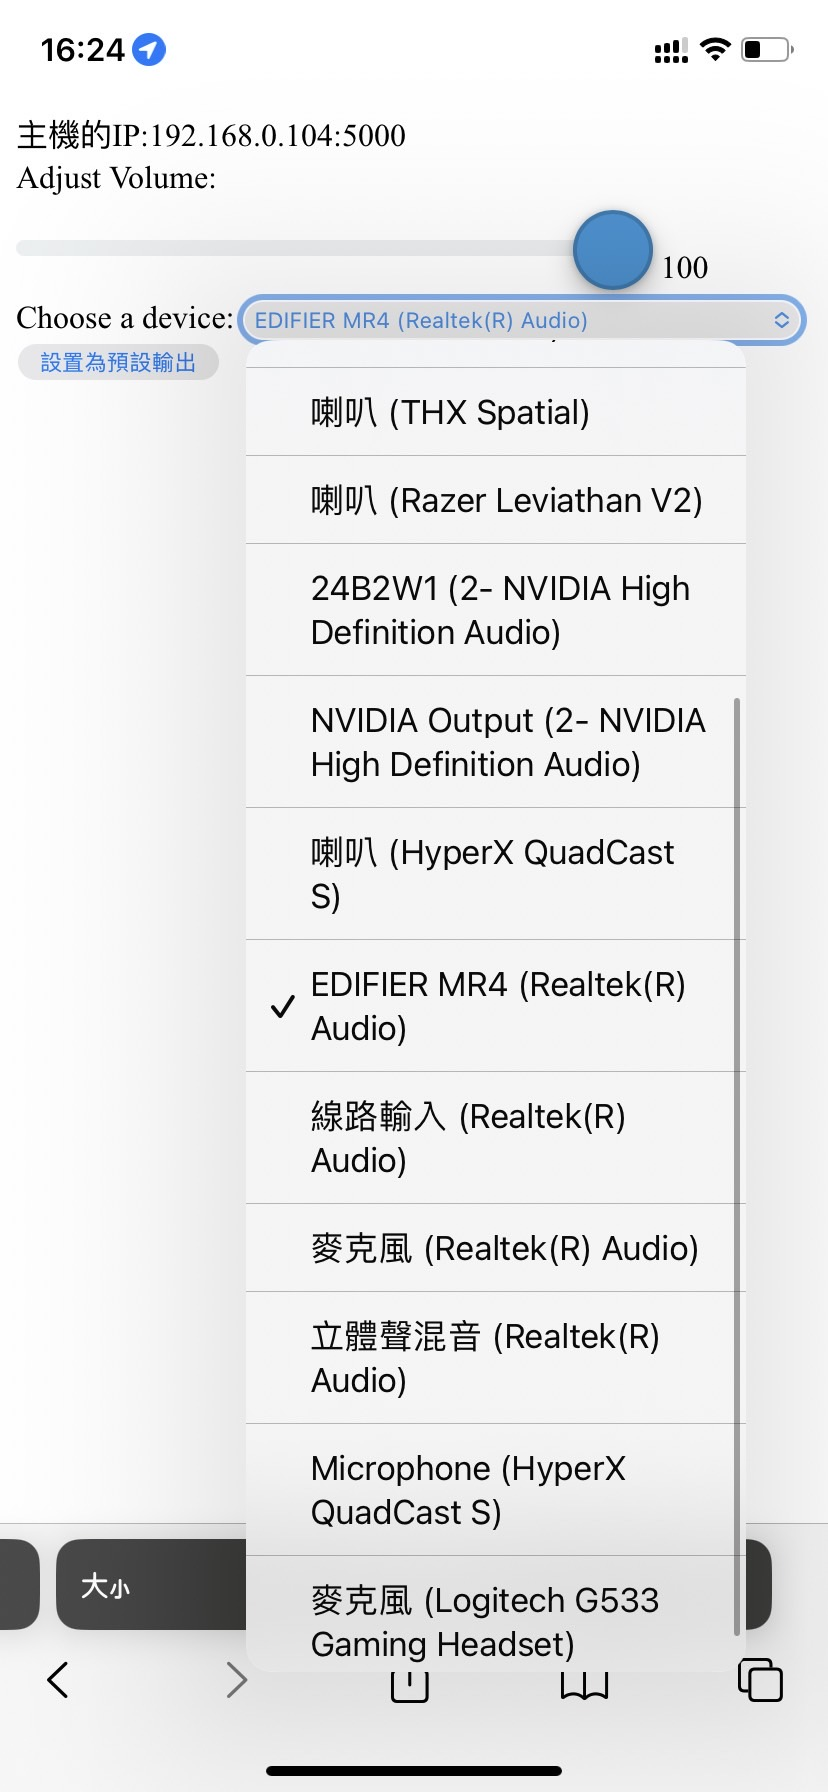 16:24
主機的IP:192.168.0.104:5000
Adjust Volume:
100
Choose a device:
EDIFIER MR4 (Realtek(R) Audio)
設置為預設輸出
喇叭 (THX Spatial)
喇叭 (Razer Leviathan V2)
24B2W1 (2- NVIDIA High
Definition Audio)
NVIDIA Output (2- NVIDIA
High Definition Audio)
喇叭 (HyperX QuadCast
S)
EDIFIER MR4 (Realtek(R)
Audio)
線路輸入 (Realtek(R)
Audio)
麥克風 (Realtek(R) Audio)
立體聲混音 (Realtek(R)
Audio)
Microphone (HyperX
QuadCast S)
麥克風 (Logitech G533
Gaming Headset)
大小